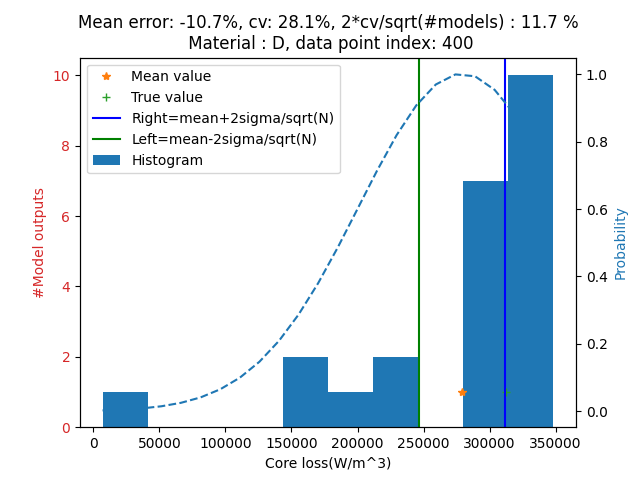 Mean error: -10.7%, cv: 28.1%, 2*cv/sqrt(#models) : 11.7 %
Material : D, data point index: 400
Mean value
True value
Right=mean+2sigma/sqrt(N)
Left=mean-2sigma/sqrt(N)
Histogram
10
8
6
4
2
0
#Model outputs
1.0
0.8
0.6
0.4
0.2
0.0
Probability
0
50000
100000
150000
200000
250000
300000
350000
Core loss(W/m^3)